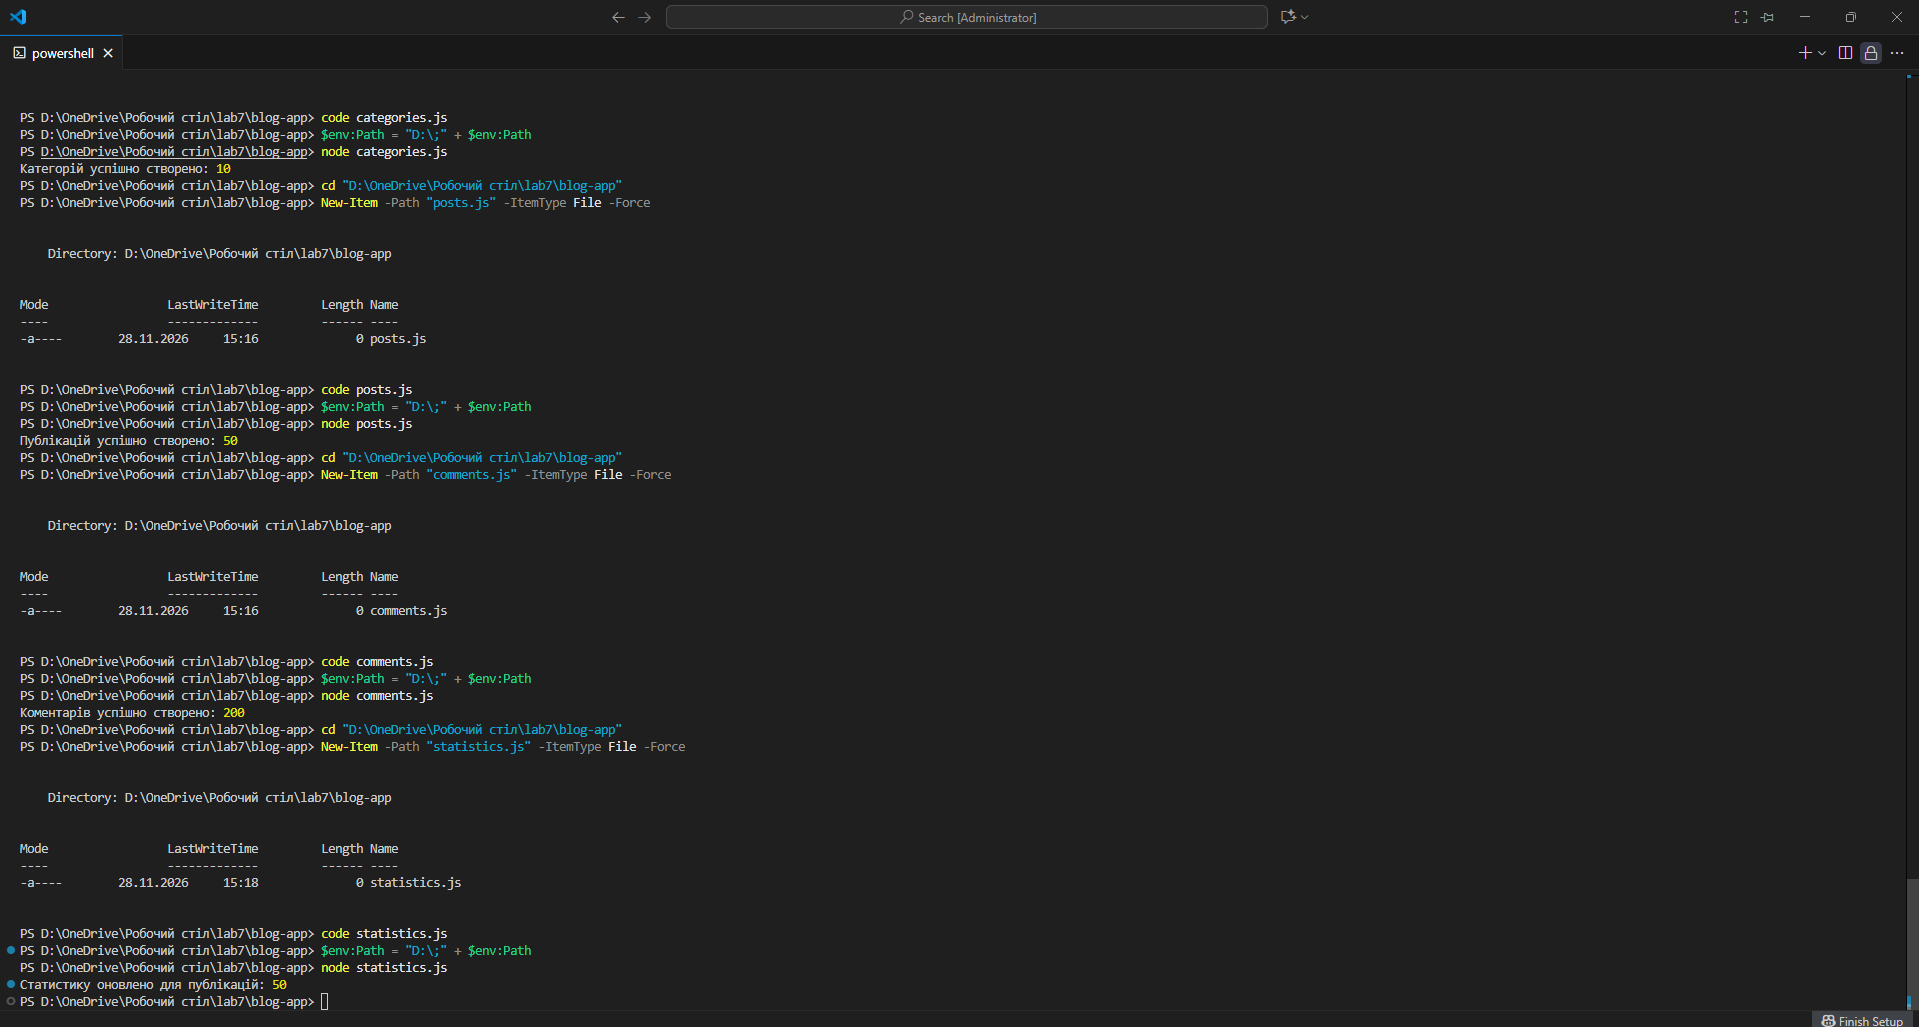 Search [Administrator]
powershell
PS D:\OneDrive\Робочий стіл\lab7\blog-app> code categories.js
PS D:\OneDrive\Робочий стіл\lab7\blog-app> $env:Path = "D:\;" + $env:Path
PS D:\OneDrive\Робочий стіл\lab7\blog-app> node categories.js
Категорій успішно створено: 10
PS D:\OneDrive\Робочий стіл\lab7\blog-app> cd "D:\OneDrive\Робочий стіл\lab7\blog-app"
PS D:\OneDrive\Робочий стіл\lab7\blog-app> New-Item -Path "posts.js" -ItemType File -Force
Directory: D:\OneDrive\Робочий стіл\lab7\blog-app
Mode LastWriteTime Length Name
---- ------------- ------ ----
-a---- 28.11.2026 15:16 0 posts.js
PS D:\OneDrive\Робочий стіл\lab7\blog-app> code posts.js
PS D:\OneDrive\Робочий стіл\lab7\blog-app> $env:Path = "D:\;" + $env:Path
PS D:\OneDrive\Робочий стіл\lab7\blog-app> node posts.js
Публікацій успішно створено: 50
PS D:\OneDrive\Робочий стіл\lab7\blog-app> cd "D:\OneDrive\Робочий стіл\lab7\blog-app"
PS D:\OneDrive\Робочий стіл\lab7\blog-app> New-Item -Path "comments.js" -ItemType File -Force
Directory: D:\OneDrive\Робочий стіл\lab7\blog-app
Mode LastWriteTime Length Name
---- ------------- ------ ----
-a---- 28.11.2026 15:16 0 comments.js
PS D:\OneDrive\Робочий стіл\lab7\blog-app> code comments.js
PS D:\OneDrive\Робочий стіл\lab7\blog-app> $env:Path = "D:\;" + $env:Path
PS D:\OneDrive\Робочий стіл\lab7\blog-app> node comments.js
Коментарів успішно створено: 200
PS D:\OneDrive\Робочий стіл\lab7\blog-app> cd "D:\OneDrive\Робочий стіл\lab7\blog-app"
PS D:\OneDrive\Робочий стіл\lab7\blog-app> New-Item -Path "statistics.js" -ItemType File -Force
Directory: D:\OneDrive\Робочий стіл\lab7\blog-app
Mode LastWriteTime Length Name
---- ------------- ------ ----
-a---- 28.11.2026 15:18 0 statistics.js
PS D:\OneDrive\Робочий стіл\lab7\blog-app> code statistics.js
PS D:\OneDrive\Робочий стіл\lab7\blog-app> $env:Path = "D:\;" + $env:Path
PS D:\OneDrive\Робочий стіл\lab7\blog-app> node statistics.js
Статистику оновлено для публікацій: 50
PS D:\OneDrive\Робочий стіл\lab7\blog-app>
Finish Setup